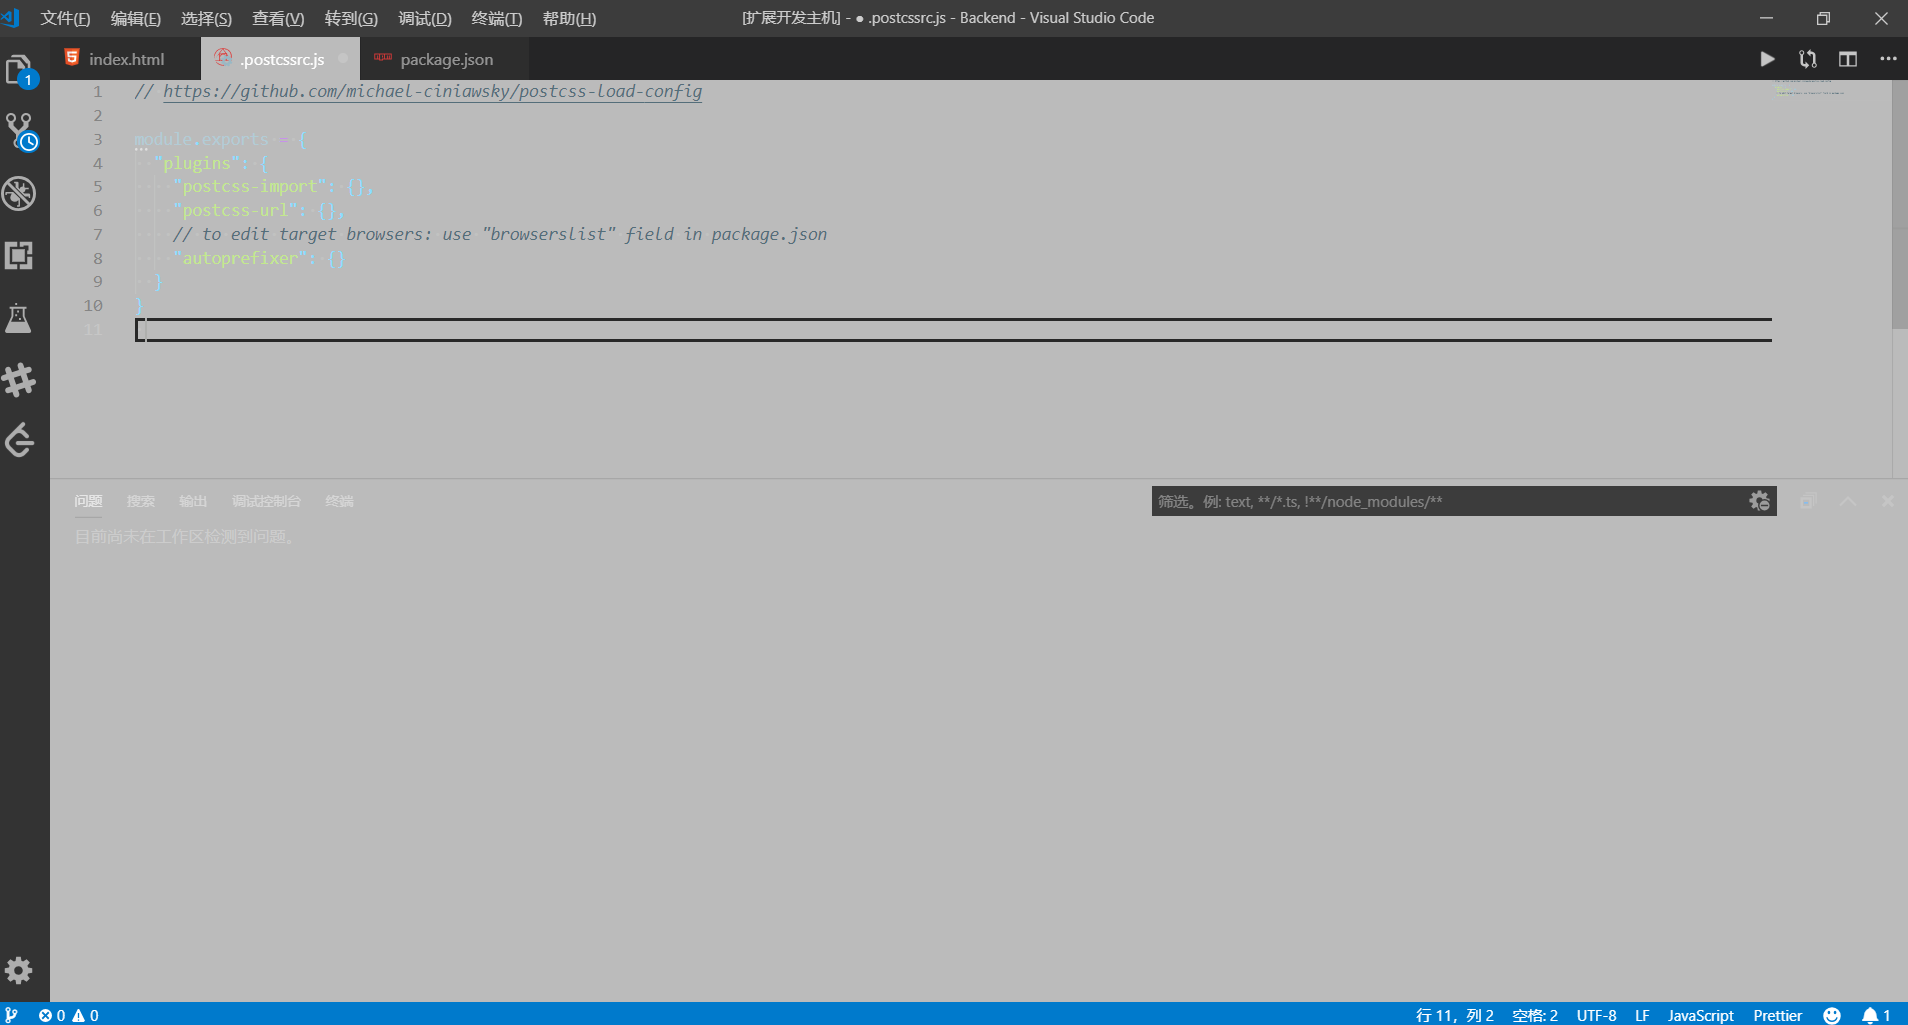 文件(F) 编辑(E) 选择(S) 查看(V) 转到(G) 调试(D) 终端(T) 帮助(H) [扩展开发主机] - ● .postcssrc.js - Backend - Visual Studio Code
index.html .postcssrc.js package.json
1
1 // https://github.com/michael-ciniawsky/postcss-load-config
2
3 module.exports = {
4 "plugins": {
5 "postcss-import": {},
6 "postcss-url": {},
7 // to edit target browsers: use "browserslist" field in package.json
8 "autoprefixer": {}
9 }
10 }
11
问题 搜索 输出 调试控制台 终端 筛选。例: text, **/*.ts, !**/node_modules/**
目前尚未在工作区检测到问题。
0 0 行 11，列 2 空格: 2 UTF-8 LF JavaScript Prettier 1